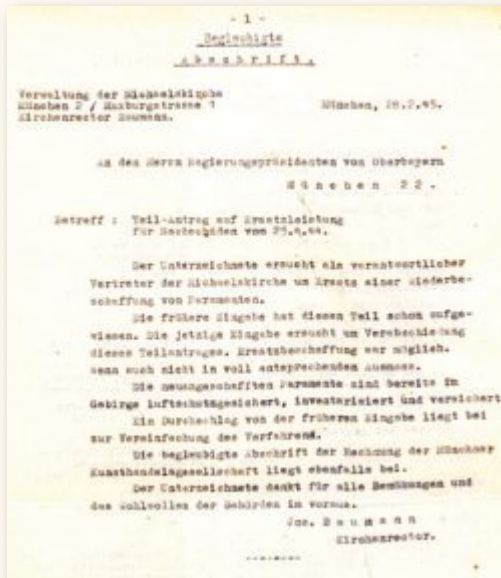 - 1 -
Beglaubigte
Abschrift.
Verwaltung der Michaelskirche
München 2 / Maxburgstrasse 1
Kirchenrector Baumann.
München, 28.2.45.
An den Herrn Regierungspräsidenten von Oberbayern
München 22.
Betreff : Teil-Antrag auf Ersatzleistung
für Sachschäden vom
Der Unterzeichnete ersucht als verantwortlicher
Vertreter der Michaelskirche um Ersatz einer Wiederbe-
schaffung von Paramenten.
Die frühere Eingabe hat diesen Teil schon aufge-
wiesen. Die jetzige Eingabe ersucht um Verabschiedung
dieses Teilantrages. Ersatzbeschaffung war möglich.
wenn auch nicht in voll entsprechendem Ausmass.
Die neuangeschafften Paramente sind bereits im
Gebirge luftschutzgesichert, inventarisiert und versichert
Ein Durchschlag von der früheren Eingabe liegt bei
zur Vereinfachung des Verfahrens.
Die beglaubigte Abschrift der Rechnung der Münchner
Kunsthandelsgesellschaft liegt ebenfalls bei.
Der Unterzeichnete dankt für alle Bemühungen und
das Wohlwollen der Behörden im voraus.
Jos. Baumann
Kirchenrector.